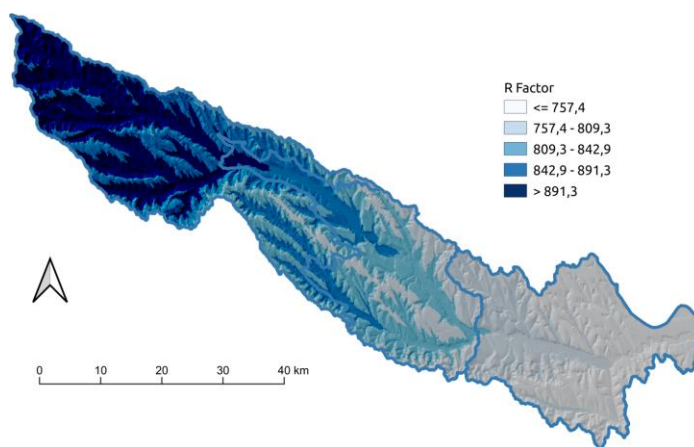 R Factor
<= 757,4
757,4 - 809,3
809,3 - 842,9
842,9 - 891,3
> 891,3
0 10 20 30 40 km